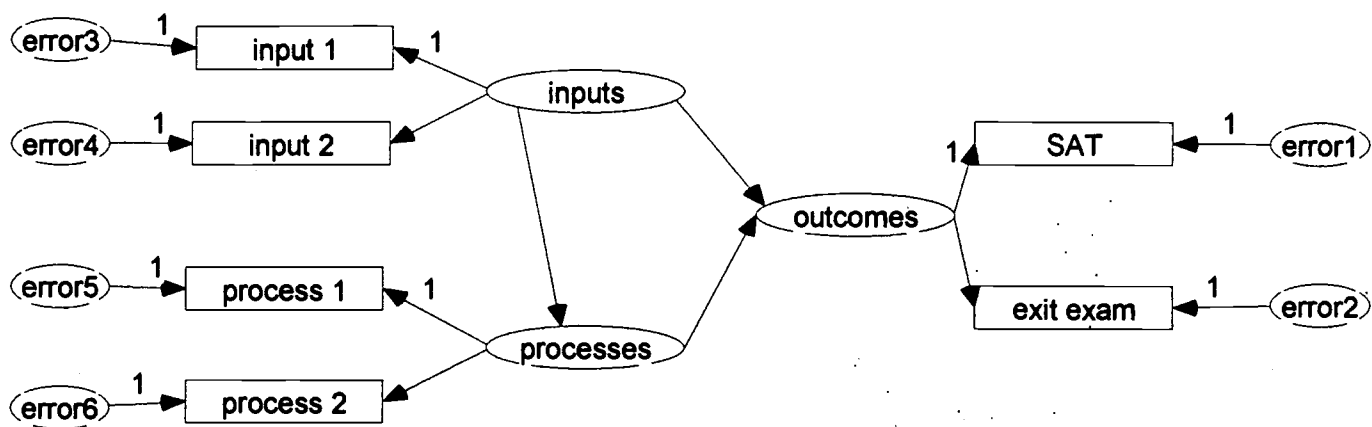 error3
1
input 1
1
inputs
error4
1
input 2
1
SAT
1
error1
outcomes
error5
1
process 1
1
exit exam
1
error2
processes
error6
1
process 2